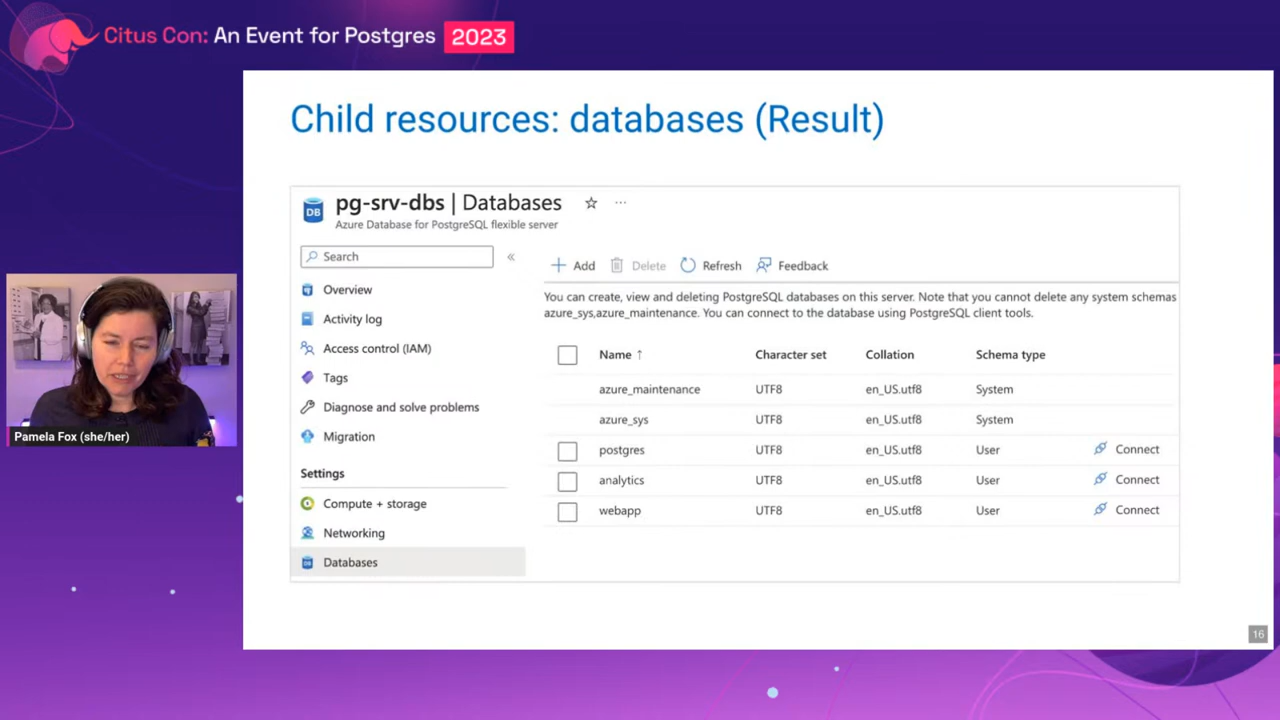 Citus Con: An Event for Postgres 2023
Child resources: databases (Result)
DB
pg-srv-dbs | Databases
Azure Database for PostgreSQL flexible server
Search
Overview
Activity log
Access control (IAM)
Tags
Diagnose and solve problems
Migration
Settings
Compute + storage
Networking
Databases
Add Delete Refresh Feedback
You can create, view and deleting PostgreSQL databases on this server. Note that you cannot delete any system schemas
azure_sys,azure_maintenance. You can connect to the database using PostgreSQL client tools.
Name ↑ Character set Collation Schema type
azure_maintenance UTF8 en_US.utf8 System
azure_sys UTF8 en_US.utf8 System
postgres UTF8 en_US.utf8 User Connect
analytics UTF8 en_US.utf8 User Connect
webapp UTF8 en_US.utf8 User Connect
Pamela Fox (she/her)
16